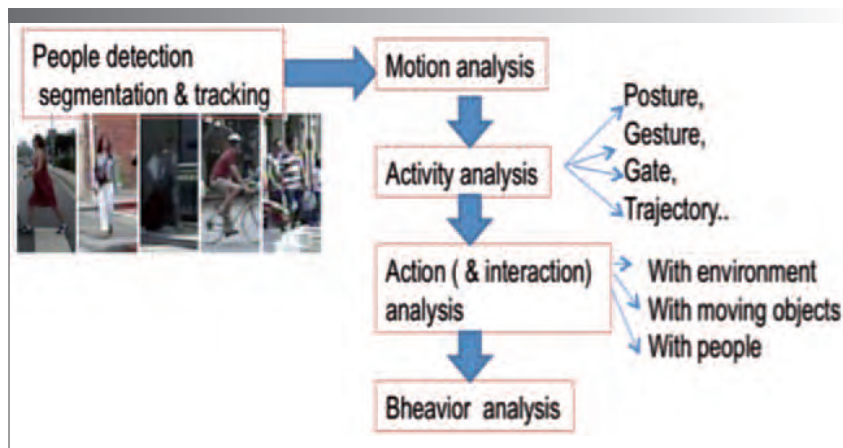 People detection
segmentation & tracking
Motion analysis
Activity analysis
Posture,
Gesture,
Gate,
Trajectory..
Action ( & interaction)
analysis
With environment
With moving objects
With people
Bheavior analysis